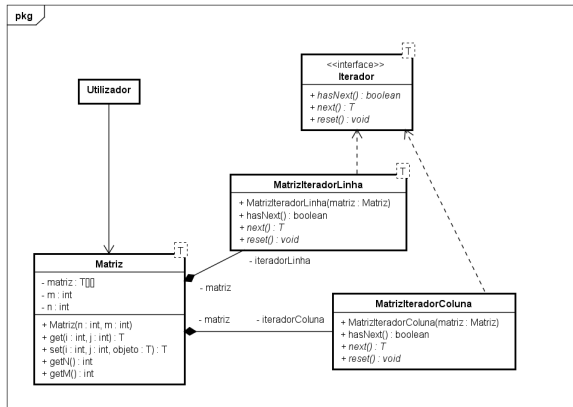 pkg
T
<<interface>>
Iterador
+ hasNext() : boolean
+ next() : T
+ reset() : void
Utilizador
T
MatrizIteradorLinha
+ MatrizIteradorLinha(matriz : Matriz)
+ hasNext() : boolean
+ next() : T
+ reset() : void
- iteradorLinha
- matriz
T
Matriz
- matriz : T[][]
- m : int
- n : int
+ Matriz(n : int, m : int)
+ get(i : int, j : int) : T
+ set(i : int, j : int, objeto : T) : T
+ getN() : int
+ getM() : int
- matriz
- iteradorColuna
MatrizIteradorColuna
+ MatrizIteradorColuna(matriz : Matriz)
+ hasNext() : boolean
+ next() : T
+ reset() : void